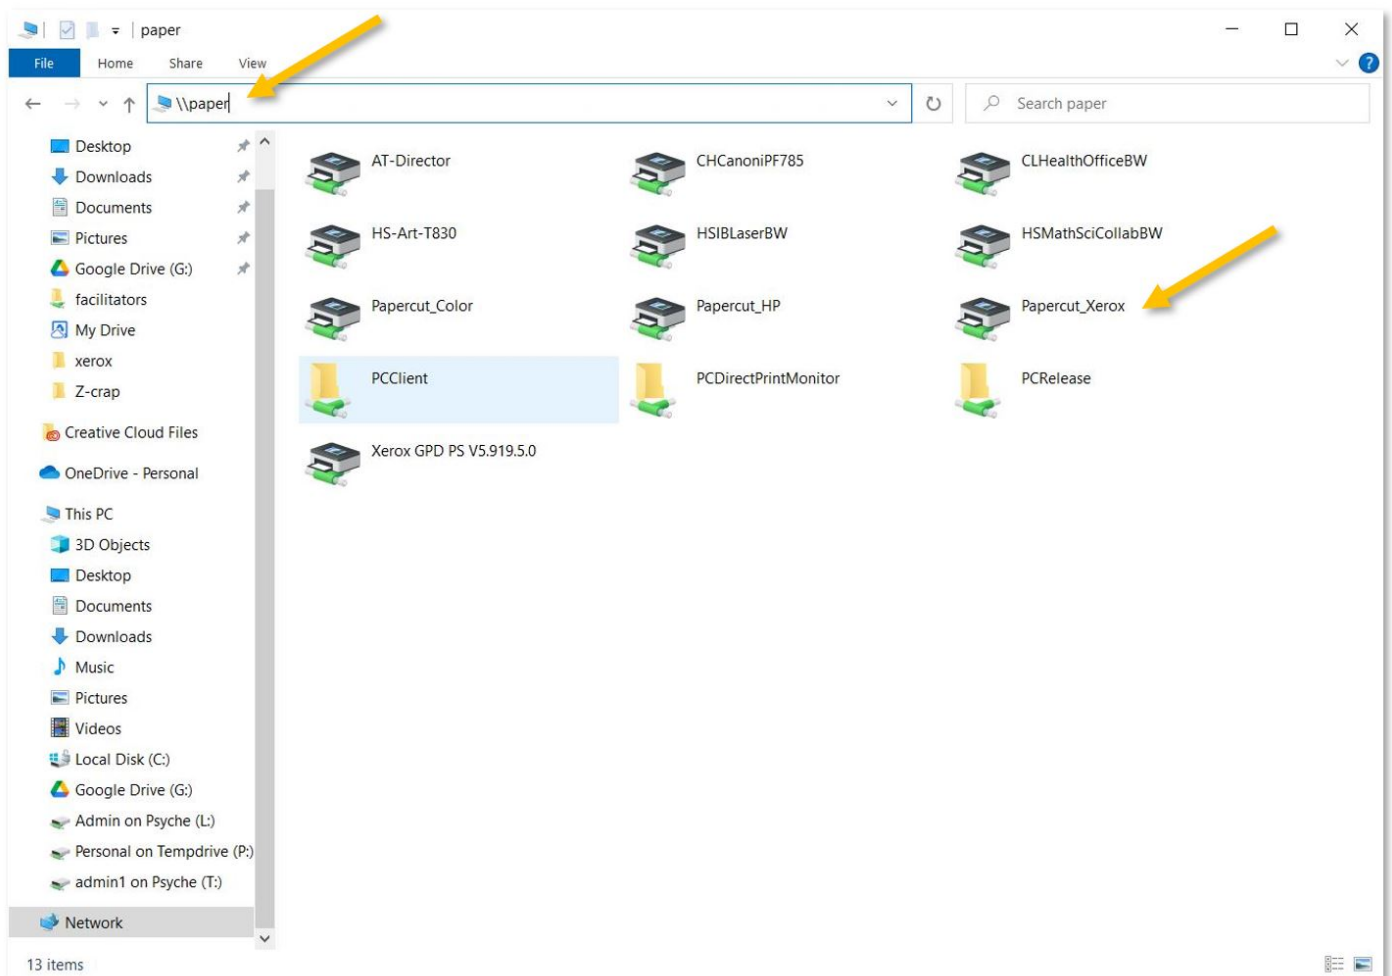 paper
File Home Share View
\\paper
Search paper
Desktop
Downloads
Documents
Pictures
Google Drive (G:)
facilitators
My Drive
xerox
Z-crap
Creative Cloud Files
OneDrive - Personal
This PC
3D Objects
Desktop
Documents
Downloads
Music
Pictures
Videos
Local Disk (C:)
Google Drive (G:)
Admin on Psyche (L:)
Personal on Tempdrive (P:)
admin1 on Psyche (T:)
Network
AT-Director CHCanoniPF785 CLHealthOfficeBW
HS-Art-T830 HSIBLaserBW HSMathSciCollabBW
Papercut_Color Papercut_HP Papercut_Xerox
PCClient PCDirectPrintMonitor PCRelease
Xerox GPD PS V5.919.5.0
13 items